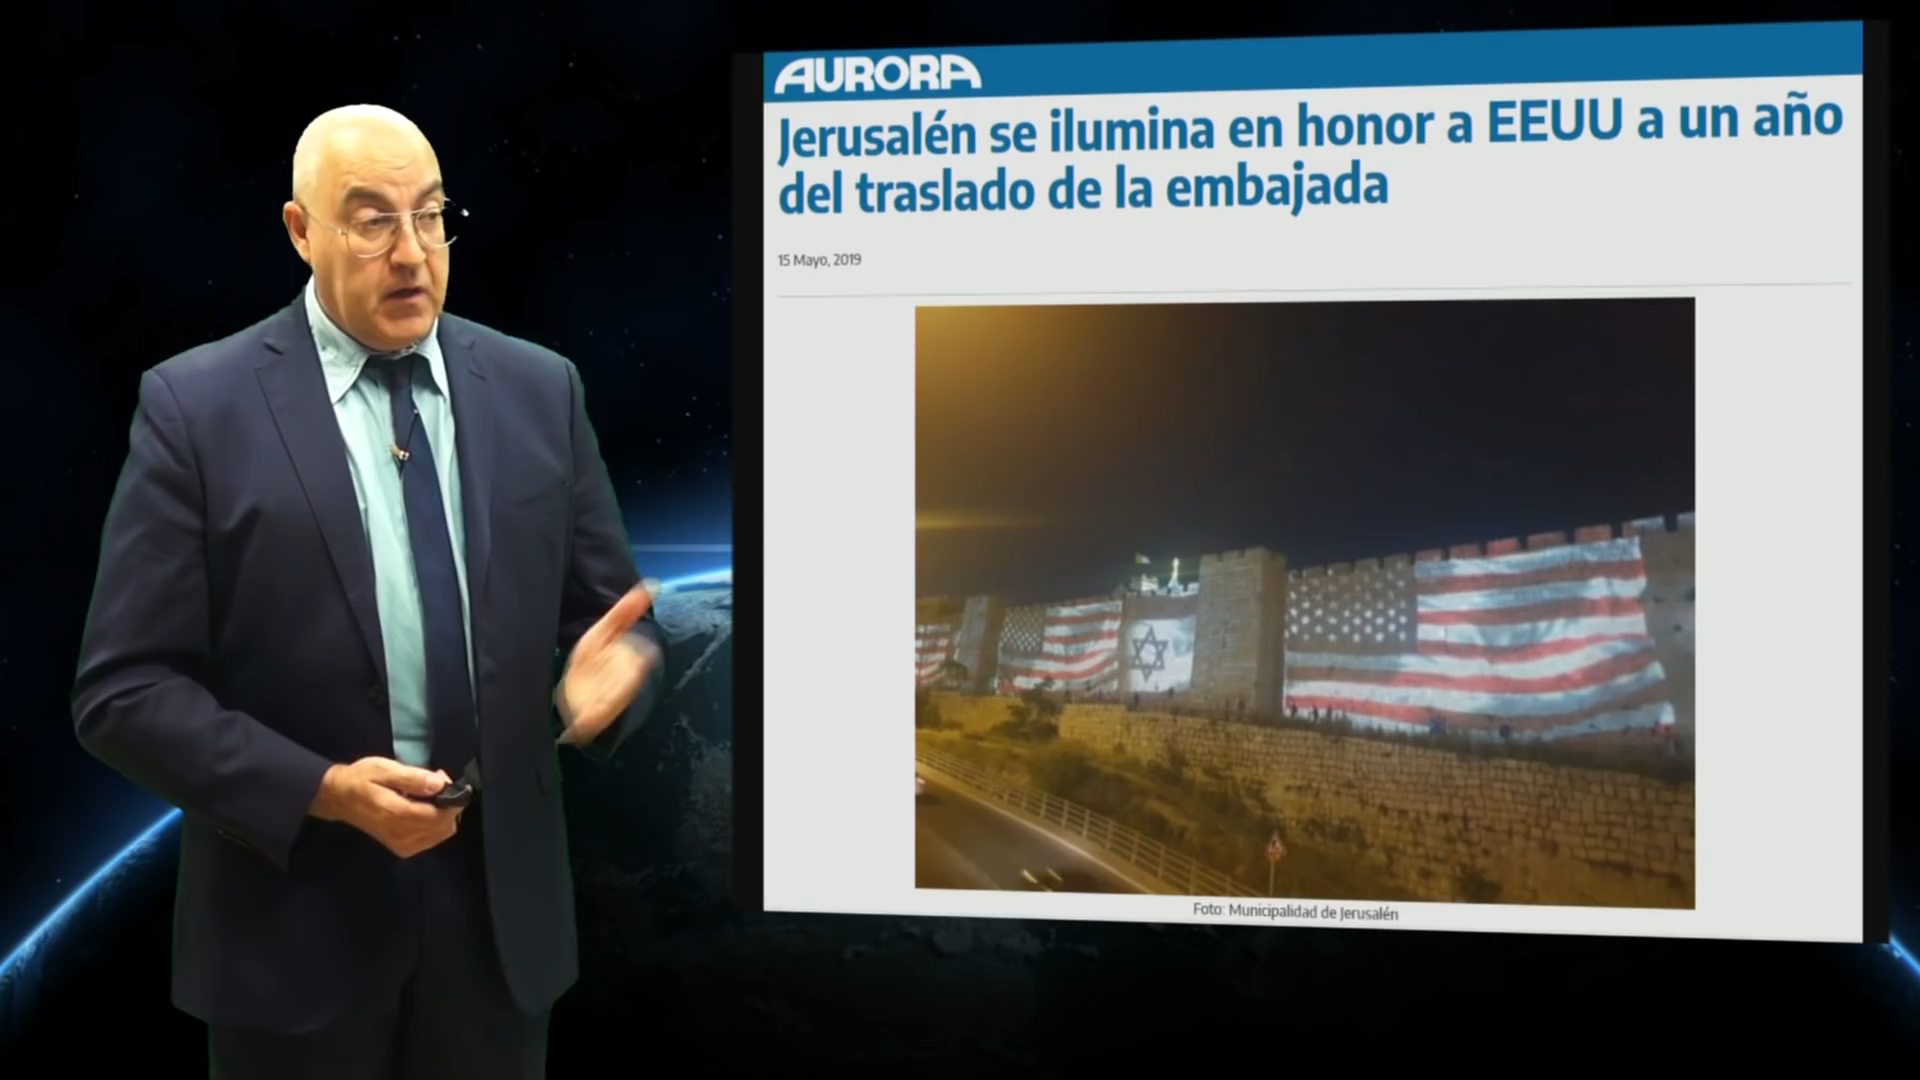 AURORA
Jerusalén se ilumina en honor a EEUU a un año
del traslado de la embajada
15 Mayo, 2019
Foto: Municipalidad de Jerusalén